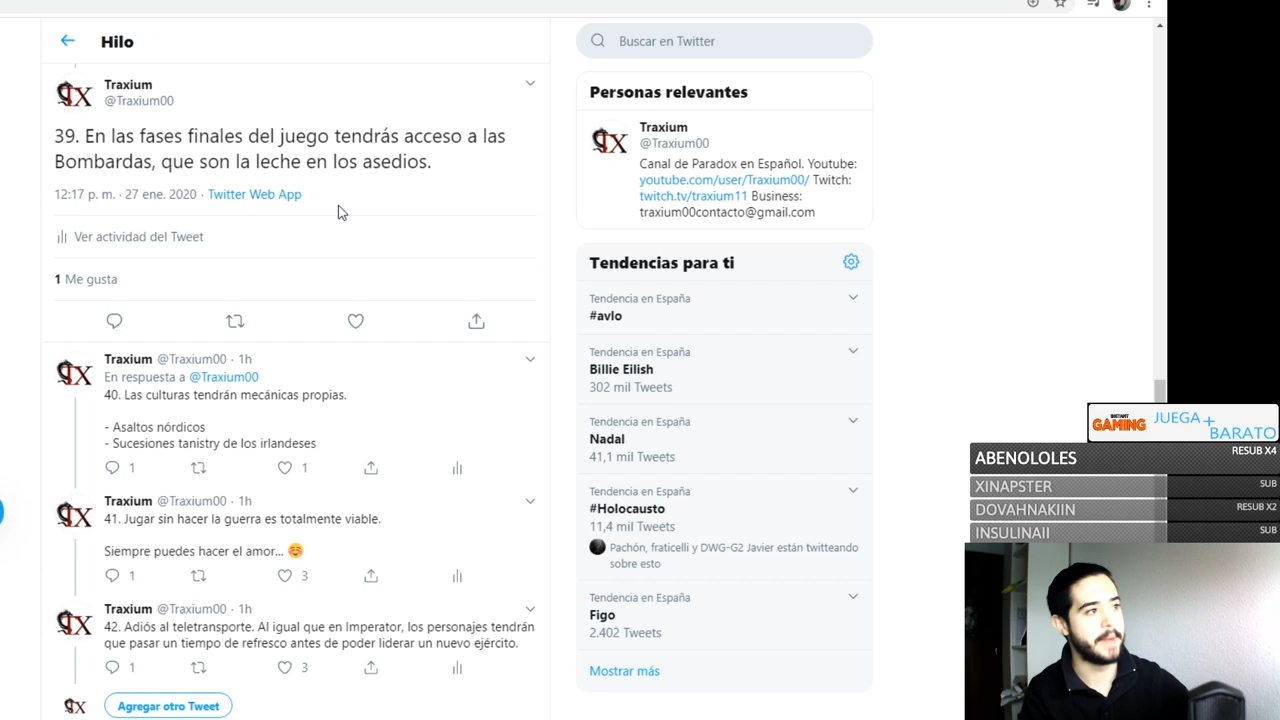 Hilo
Traxium
@Traxium00
39. En las fases finales del juego tendrás acceso a las
Bombardas, que son la leche en los asedios.
12:17 p. m. · 27 ene. 2020 · Twitter Web App
Ver actividad del Tweet
1 Me gusta
Traxium @Traxium00 · 1h
En respuesta a @Traxium00
40. Las culturas tendrán mecánicas propias.
- Asaltos nórdicos
- Sucesiones tanistry de los irlandeses
1 1
Traxium @Traxium00 · 1h
41. Jugar sin hacer la guerra es totalmente viable.
Siempre puedes hacer el amor... ☺️
1 3
Traxium @Traxium00 · 1h
42. Adiós al teletransporte. Al igual que en Imperator, los personajes tendrán
que pasar un tiempo de refresco antes de poder liderar un nuevo ejército.
1 3
Agregar otro Tweet
Buscar en Twitter
Personas relevantes
Traxium
@Traxium00
Canal de Paradox en Español. Youtube:
youtube.com/user/Traxium00/ Twitch:
twitch.tv/traxium11 Business:
traxium00contacto@gmail.com
Tendencias para ti
Tendencia en España
#avlo
Tendencia en España
Billie Eilish
302 mil Tweets
Tendencia en España
Nadal
41,1 mil Tweets
Tendencia en España
#Holocausto
11,4 mil Tweets
Pachón, fraticelli y DWG-G2 Javier están twitteando
sobre esto
Tendencia en España
Figo
2.402 Tweets
Mostrar más
INSTANT
GAMING
JUEGA+
BARATO
ABENOLOLES RESUB X4
XINAPSTER SUB
DOVAHNAKIIN RESUB X2
INSULINAII SUB